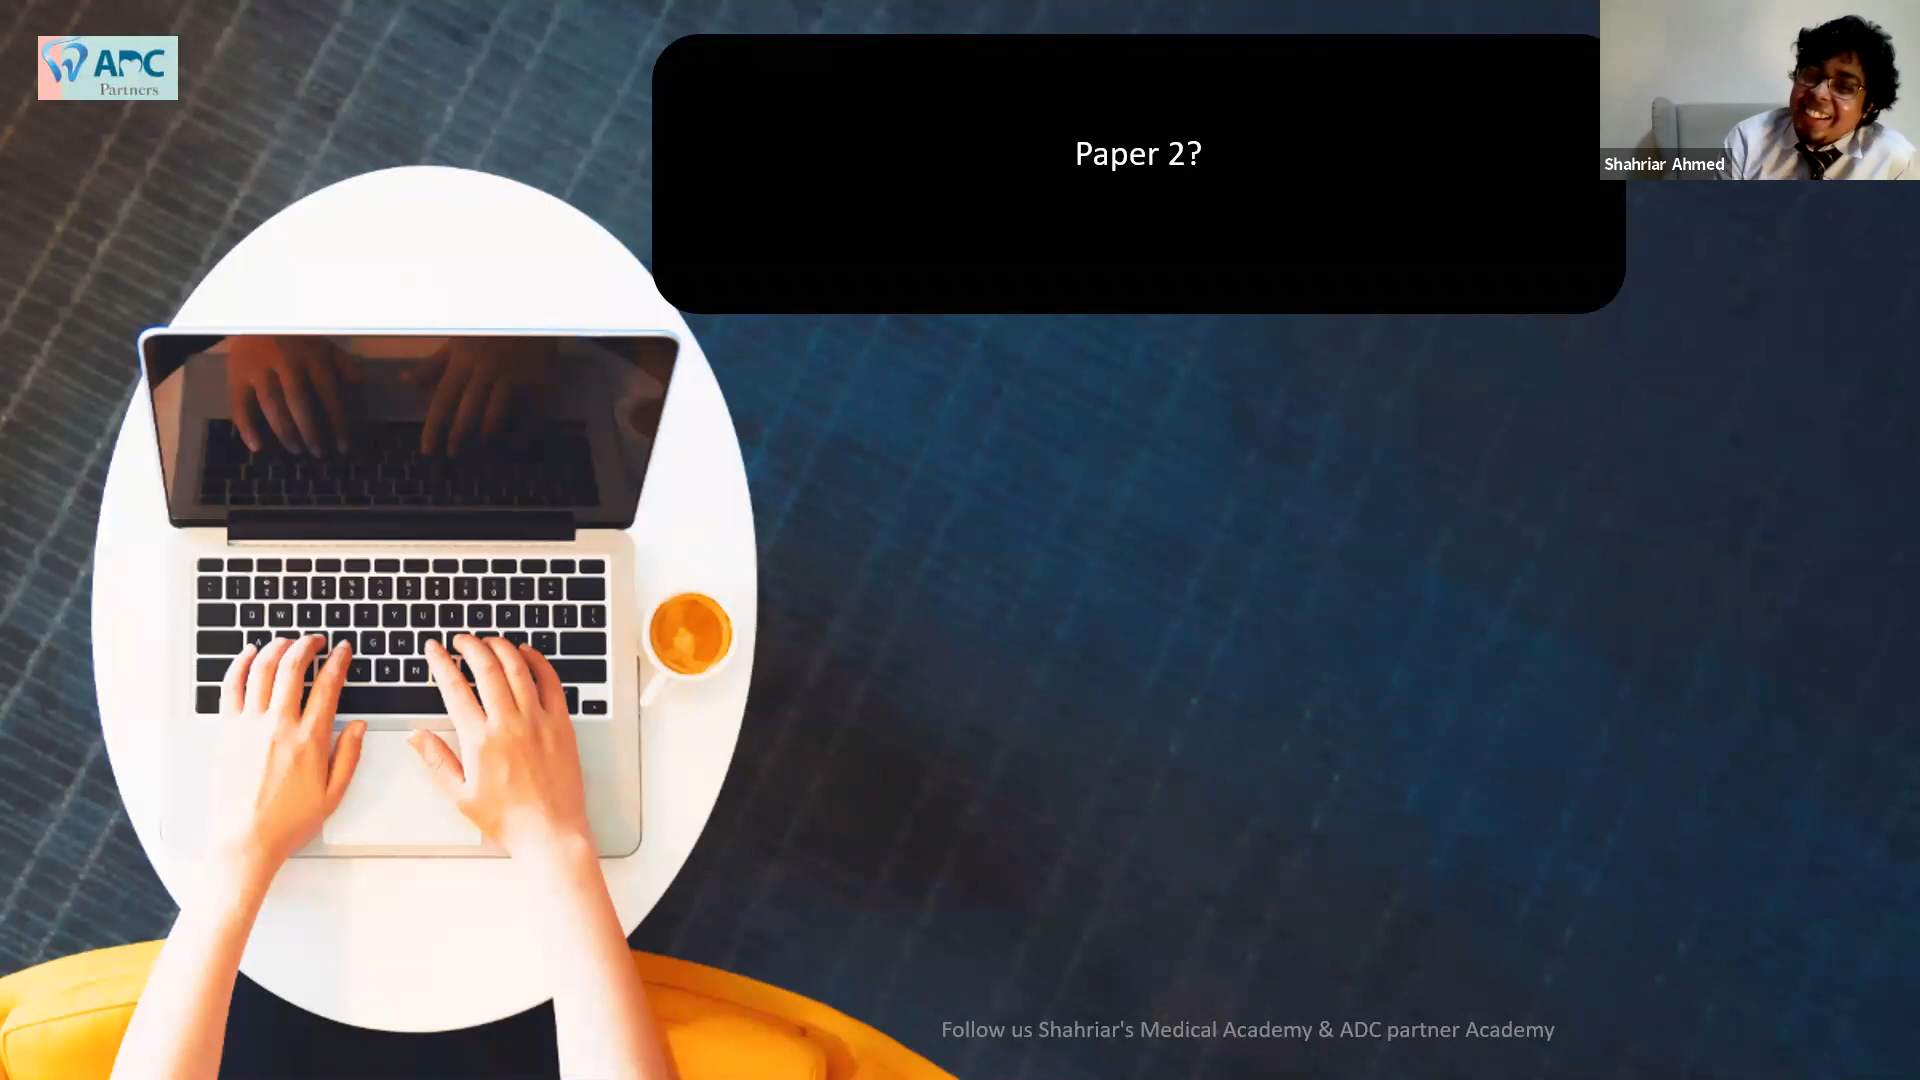 ADC
Partners
Paper 2?
Shahriar Ahmed
Follow us Shahriar's Medical Academy & ADC partner Academy